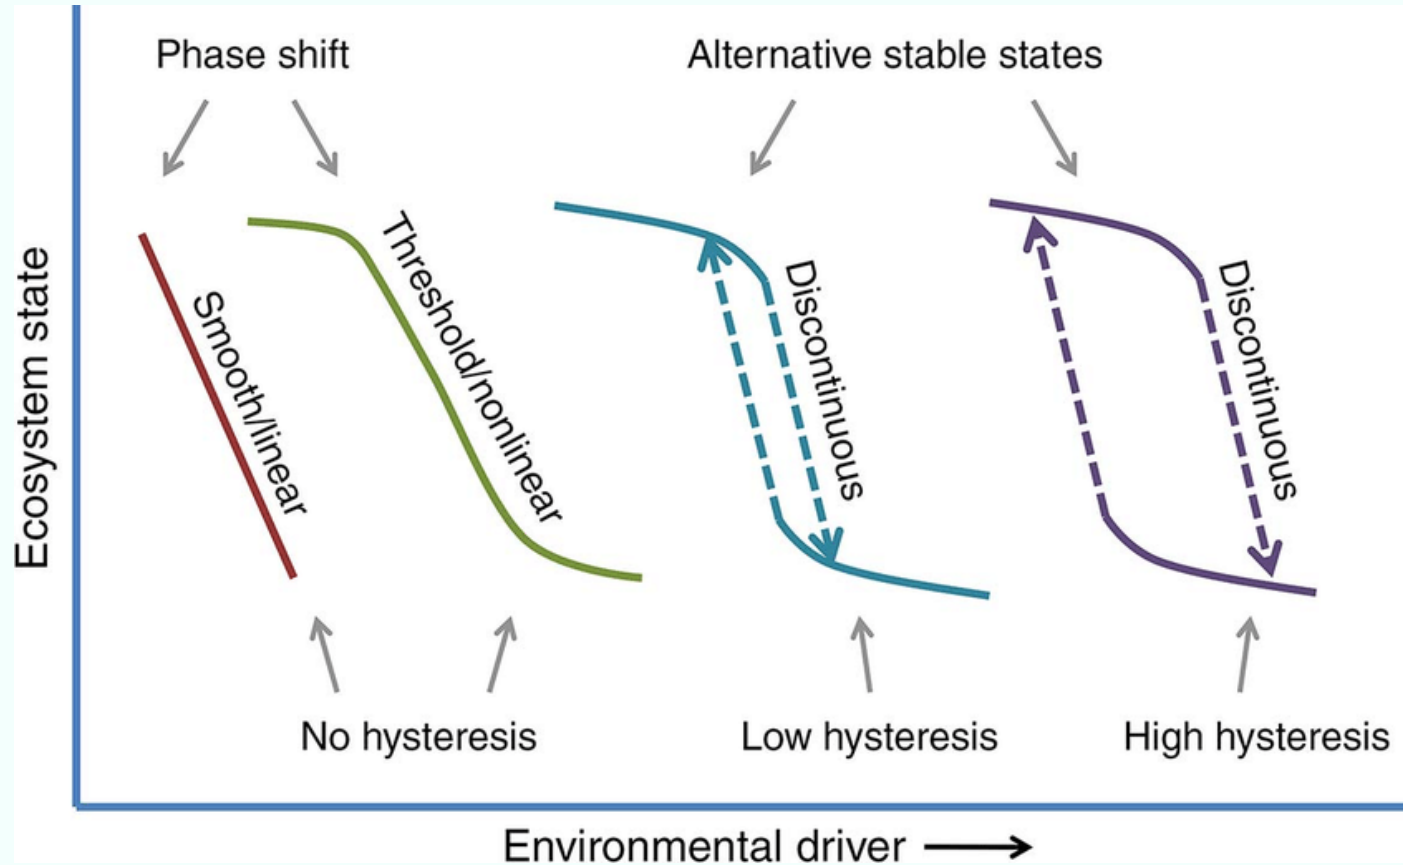 Phase shift
Alternative stable states
Ecosystem state
Smooth/linear
Threshold/nonlinear
Discontinuous
Discontinuous
No hysteresis
Low hysteresis
High hysteresis
Environmental driver